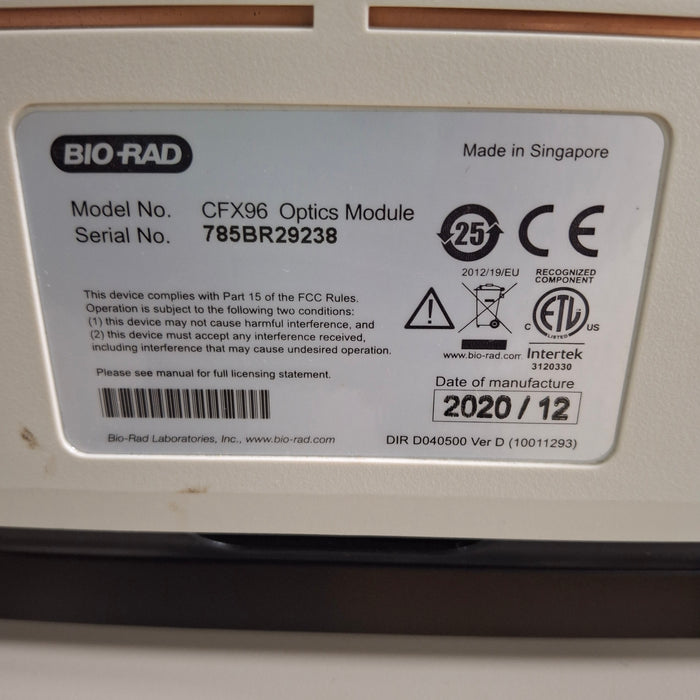 BIO-RAD
Made in Singapore
Model No. CFX96 Optics Module
Serial No. 785BR29238
25
CE
2012/19/EU
RECOGNIZED
COMPONENT
This device complies with Part 15 of the FCC Rules.
Operation is subject to the following two conditions:
(1) this device may not cause harmful interference, and
(2) this device must accept any interference received,
including interference that may cause undesired operation.
!
C ETL US
LISTED
www.bio-rad.com
Intertek
3120330
Please see manual for full licensing statement.
Date of manufacture
2020 / 12
Bio-Rad Laboratories, Inc., www.bio-rad.com
DIR D040500 Ver D (10011293)